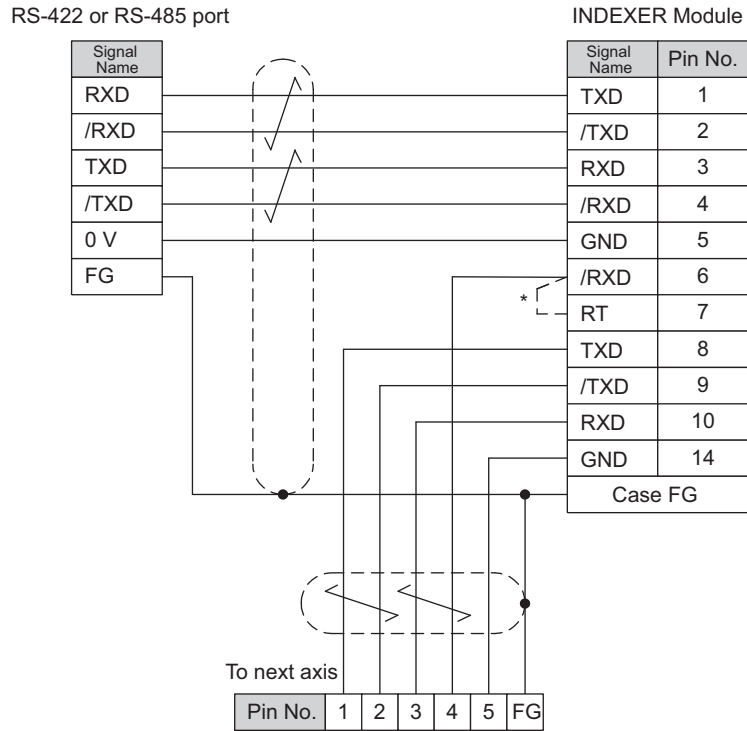 RS-422 or RS-485 port
INDEXER Module
Signal
Name
RXD
/RXD
TXD
/TXD
0 V
FG
Signal
Name
Pin No.
TXD 1
/TXD 2
RXD 3
/RXD 4
GND 5
/RXD 6
*
RT 7
TXD 8
/TXD 9
RXD 10
GND 14
Case FG
To next axis
Pin No. 1 2 3 4 5 FG